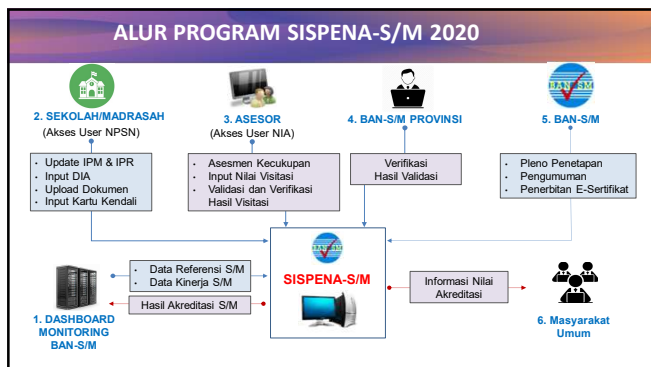 ALUR PROGRAM SISPENA-S/M 2020
BAN-S/M
2. SEKOLAH/MADRASAH
(Akses User NPSN)
3. ASESOR
(Akses User NIA)
4. BAN-S/M PROVINSI
5. BAN-S/M
• Update IPM & IPR
• Input DIA
• Upload Dokumen
• Input Kartu Kendali
• Asesmen Kecukupan
• Input Nilai Visitasi
• Validasi dan Verifikasi
Hasil Visitasi
Verifikasi
Hasil Validasi
• Pleno Penetapan
• Pengumuman
• Penerbitan E-Sertifikat
BAN-S/M
SISPENA-S/M
• Data Referensi S/M
• Data Kinerja S/M
Hasil Akreditasi S/M
Informasi Nilai
Akreditasi
1. DASHBOARD
MONITORING
BAN-S/M
6. Masyarakat
Umum